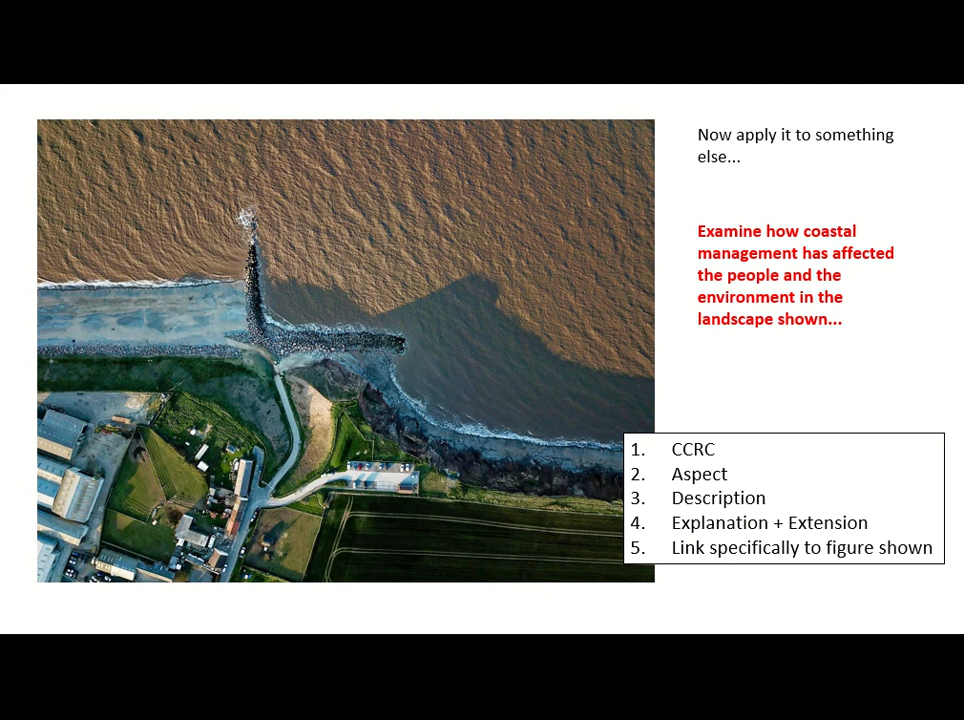 Now apply it to something
else...
Examine how coastal
management has affected
the people and the
environment in the
landscape shown...
1. CCRC
2. Aspect
3. Description
4. Explanation + Extension
5. Link specifically to figure shown